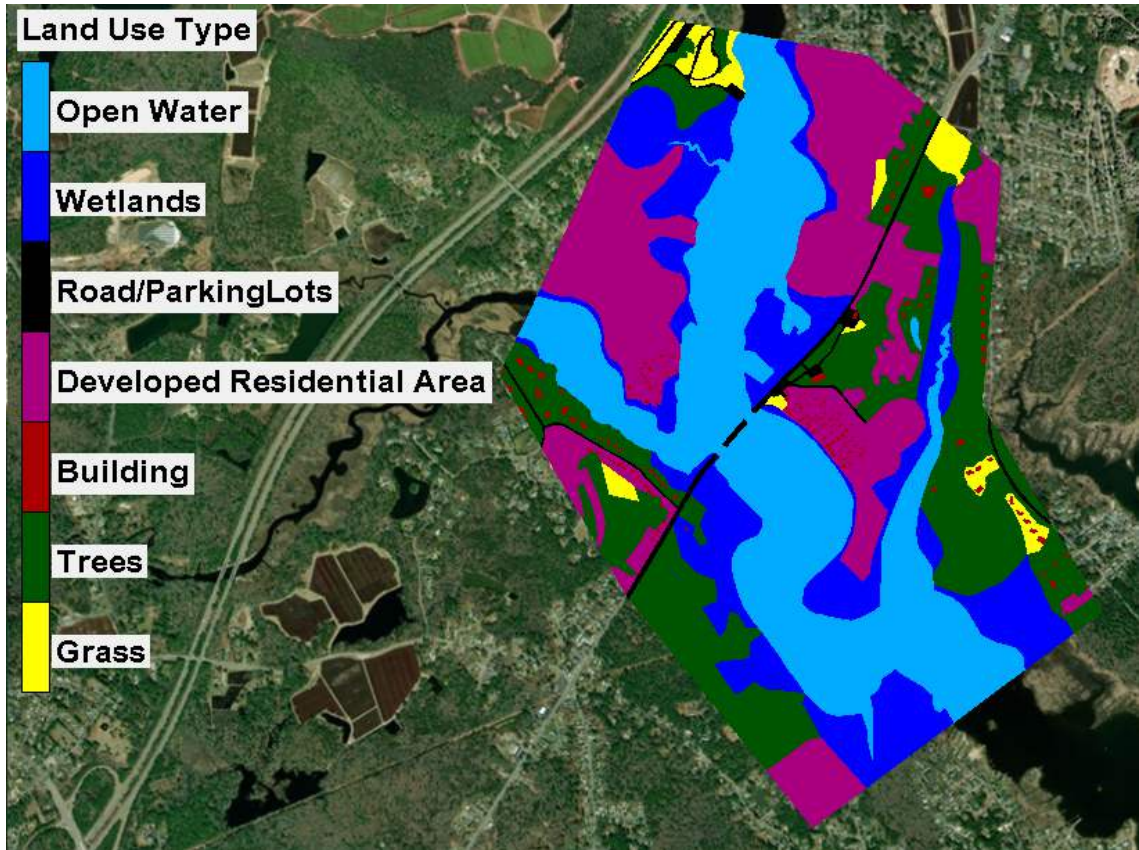 Land Use Type
Open Water
Wetlands
Road/ParkingLots
Developed Residential Area
Building
Trees
Grass